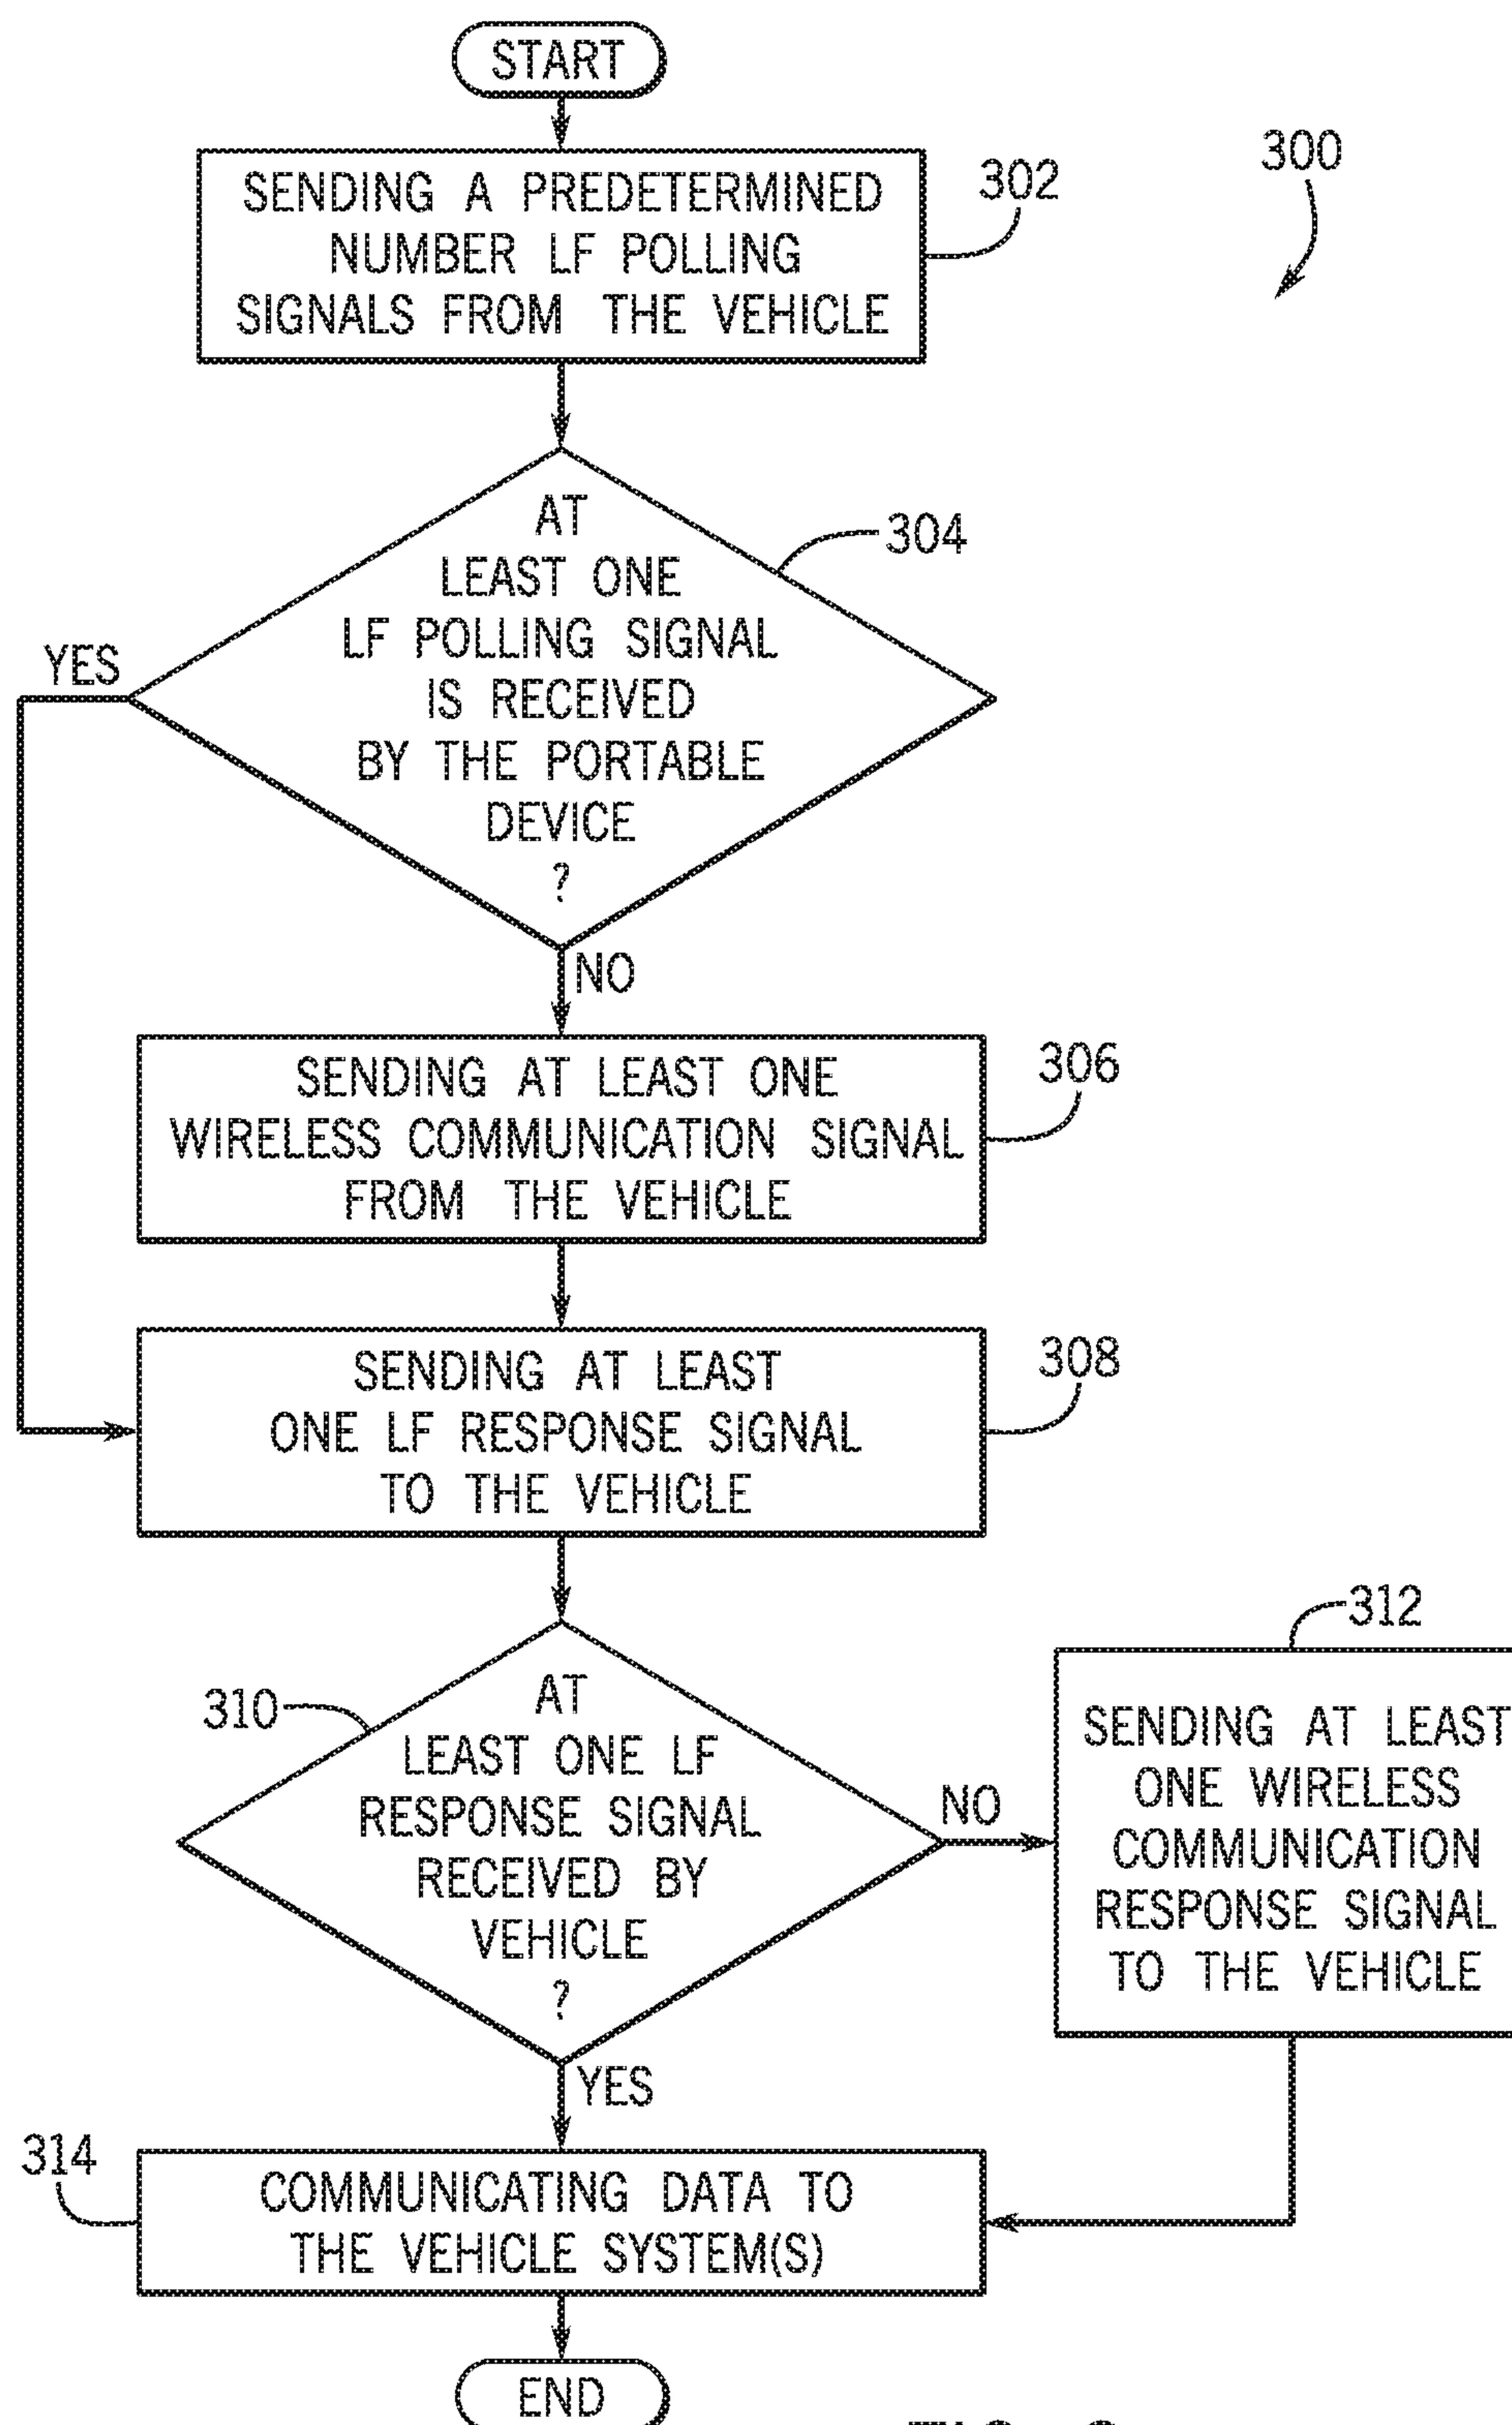 START
SENDING A PREDETERMINED
NUMBER LF POLLING
SIGNALS FROM THE VEHICLE
302
300
AT
LEAST ONE
LF POLLING SIGNAL
IS RECEIVED
BY THE PORTABLE
DEVICE
?
304
YES
NO
SENDING AT LEAST ONE
WIRELESS COMMUNICATION SIGNAL
FROM THE VEHICLE
306
SENDING AT LEAST
ONE LF RESPONSE SIGNAL
TO THE VEHICLE
308
310
AT
LEAST ONE LF
RESPONSE SIGNAL
RECEIVED BY
VEHICLE
?
NO
312
SENDING AT LEAST
ONE WIRELESS
COMMUNICATION
RESPONSE SIGNAL
TO THE VEHICLE
YES
314
COMMUNICATING DATA TO
THE VEHICLE SYSTEM(S)
END